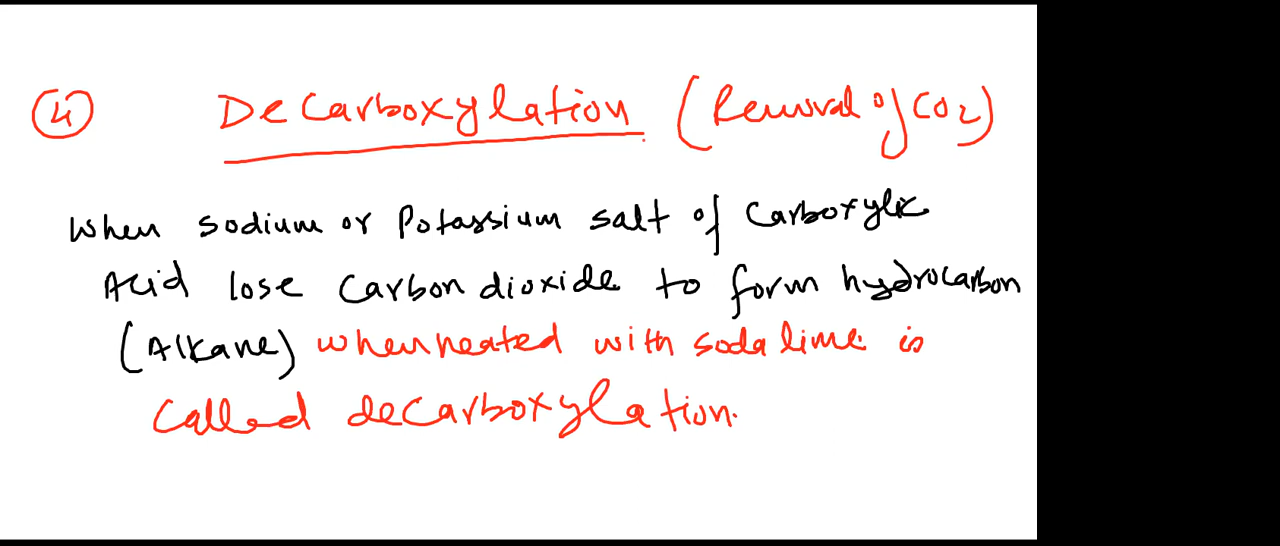 4 Decarboxylation (Removal of CO2)
When sodium or Potassium salt of Carboxylic
Acid lose Carbon dioxide to form hydrocarbon
(Alkane) when heated with soda lime is
called decarboxylation.